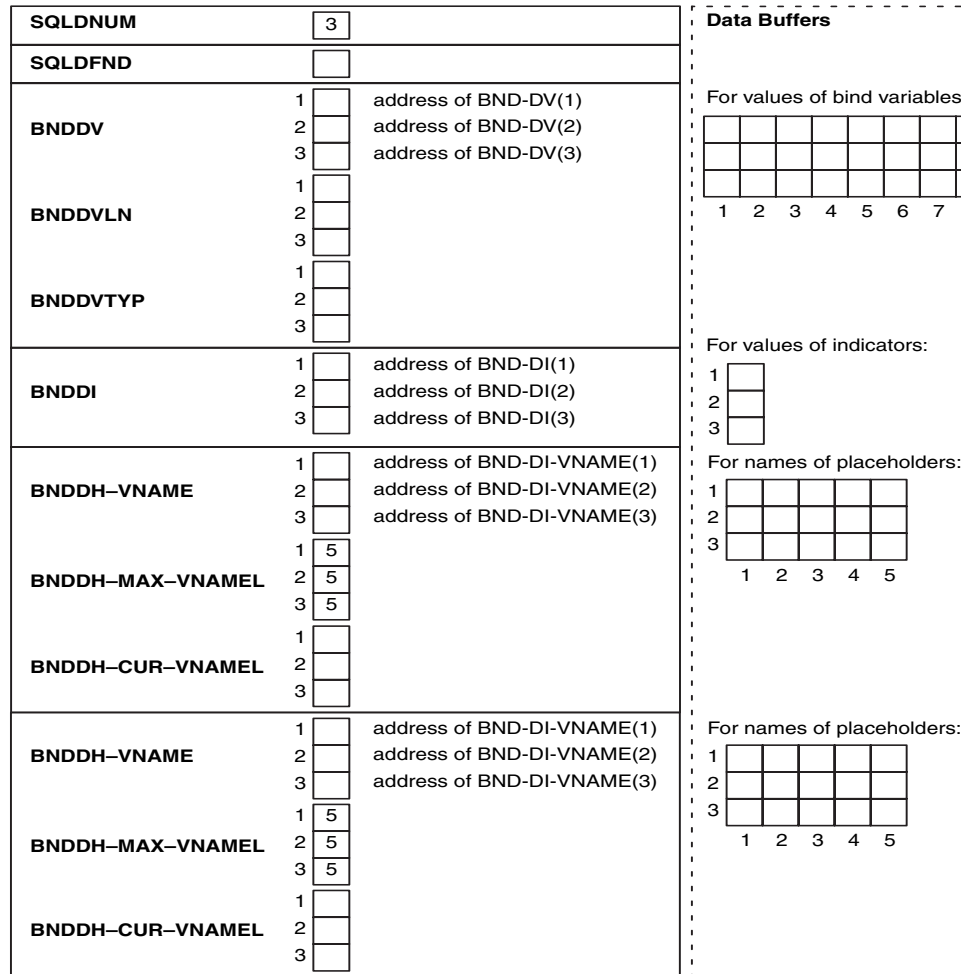 SQLDNUM 3
SQLDFND
BNDDV
1 address of BND-DV(1)
2 address of BND-DV(2)
3 address of BND-DV(3)
BNDDVLN
1
2
3
BNDDVTYP
1
2
3
BNDDI
1 address of BND-DI(1)
2 address of BND-DI(2)
3 address of BND-DI(3)
BNDDH–VNAME
1 address of BND-DI-VNAME(1)
2 address of BND-DI-VNAME(2)
3 address of BND-DI-VNAME(3)
BNDDH–MAX–VNAMEL
1 5
2 5
3 5
BNDDH–CUR–VNAMEL
1
2
3
BNDDH–VNAME
1 address of BND-DI-VNAME(1)
2 address of BND-DI-VNAME(2)
3 address of BND-DI-VNAME(3)
BNDDH–MAX–VNAMEL
1 5
2 5
3 5
BNDDH–CUR–VNAMEL
1
2
3
Data Buffers
For values of bind variables
1 2 3 4 5 6 7
For values of indicators:
1
2
3
For names of placeholders:
1
2
3
1 2 3 4 5
For names of placeholders:
1
2
3
1 2 3 4 5